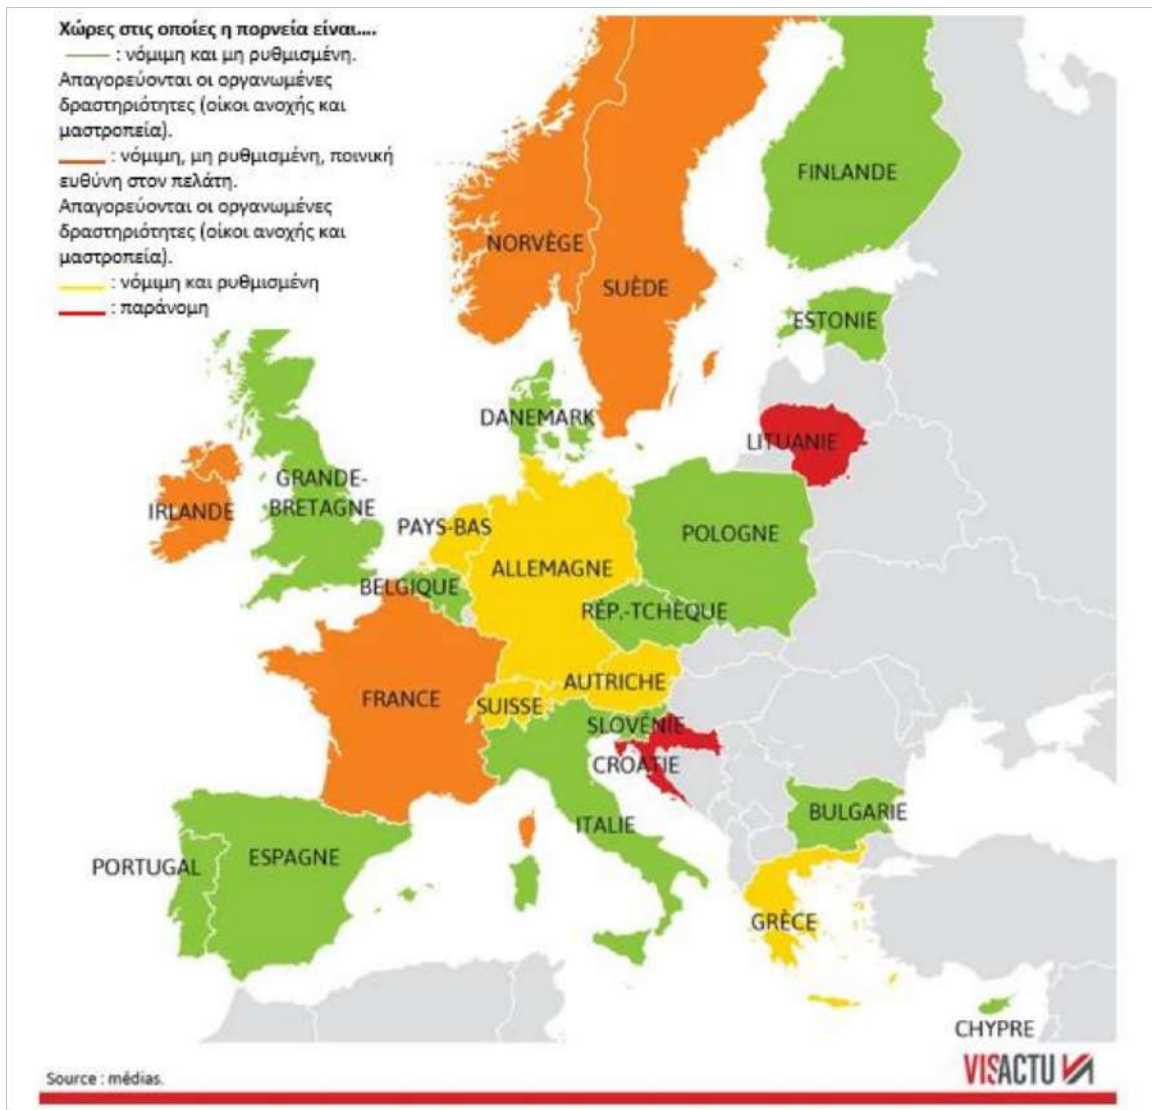 Χώρες στις οποίες η πορνεία είναι....
: νόμιμη και μη ρυθμισμένη.
Απαγορεύονται οι οργανωμένες
δραστηριότητες (οίκοι ανοχής και
μαστροπεία).
: νόμιμη, μη ρυθμισμένη, ποινική
ευθύνη στον πελάτη.
Απαγορεύονται οι οργανωμένες
δραστηριότητες (οίκοι ανοχής και
μαστροπεία).
: νόμιμη και ρυθμισμένη
: παράνομη
FINLANDE
NORVÈGE
SUÈDE
ESTONIE
DANEMARK
LITUANIE
GRANDE-
BRETAGNE
IRLANDE
PAYS-BAS
POLOGNE
ALLEMAGNE
BELGIQUE
RÉP.-TCHÈQUE
AUTRICHE
FRANCE
SUISSE
SLOVÉNIE
CROATIE
BULGARIE
ITALIE
ESPAGNE
PORTUGAL
GRÈCE
CHYPRE
VISACTU
Source : médias.